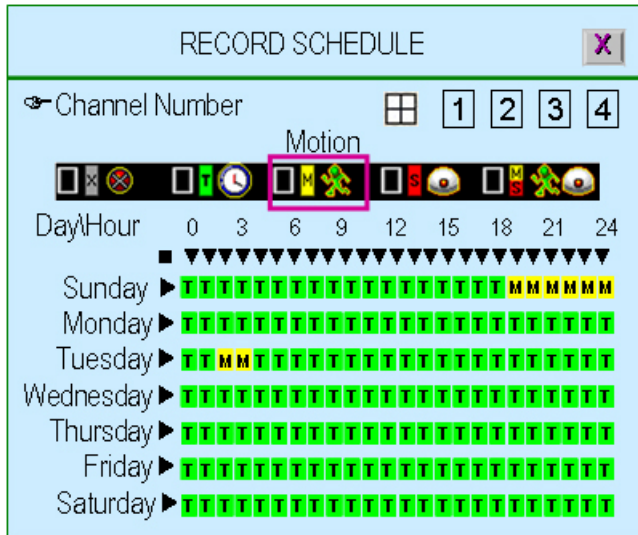 RECORD SCHEDULE X
Channel Number 1 2 3 4
Motion
X T M S M S
Day\Hour 0 3 6 9 12 15 18 21 24
Sunday T T T T T T T T T T T T T T T T T T M M M M M M
Monday T T T T T T T T T T T T T T T T T T T T T T T T
Tuesday T T M M T T T T T T T T T T T T T T T T T T T T
Wednesday T T T T T T T T T T T T T T T T T T T T T T T T
Thursday T T T T T T T T T T T T T T T T T T T T T T T T
Friday T T T T T T T T T T T T T T T T T T T T T T T T
Saturday T T T T T T T T T T T T T T T T T T T T T T T T